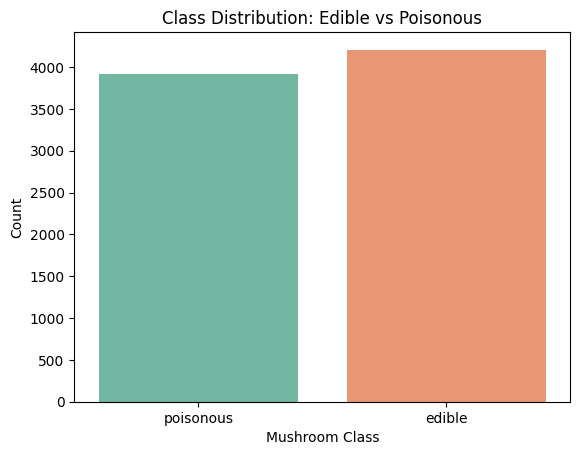 Class Distribution: Edible vs Poisonous
Count
4000
3500
3000
2500
2000
1500
1000
500
0
poisonous edible
Mushroom Class